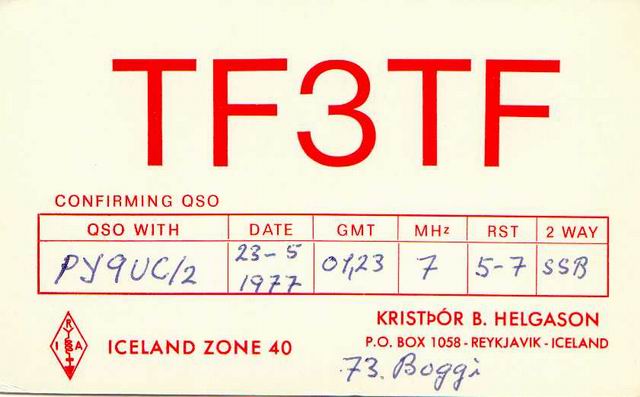 TF3TF
CONFIRMING QSO
QSO WITH DATE GMT MHz RST 2 WAY
PY9UC/2 23-5 1977 01,23 7 5-7 SSB
I R A
ICELAND ZONE 40
KRISTÞÓR B. HELGASON
P.O. BOX 1058 - REYKJAVIK - ICELAND
73. Boggi